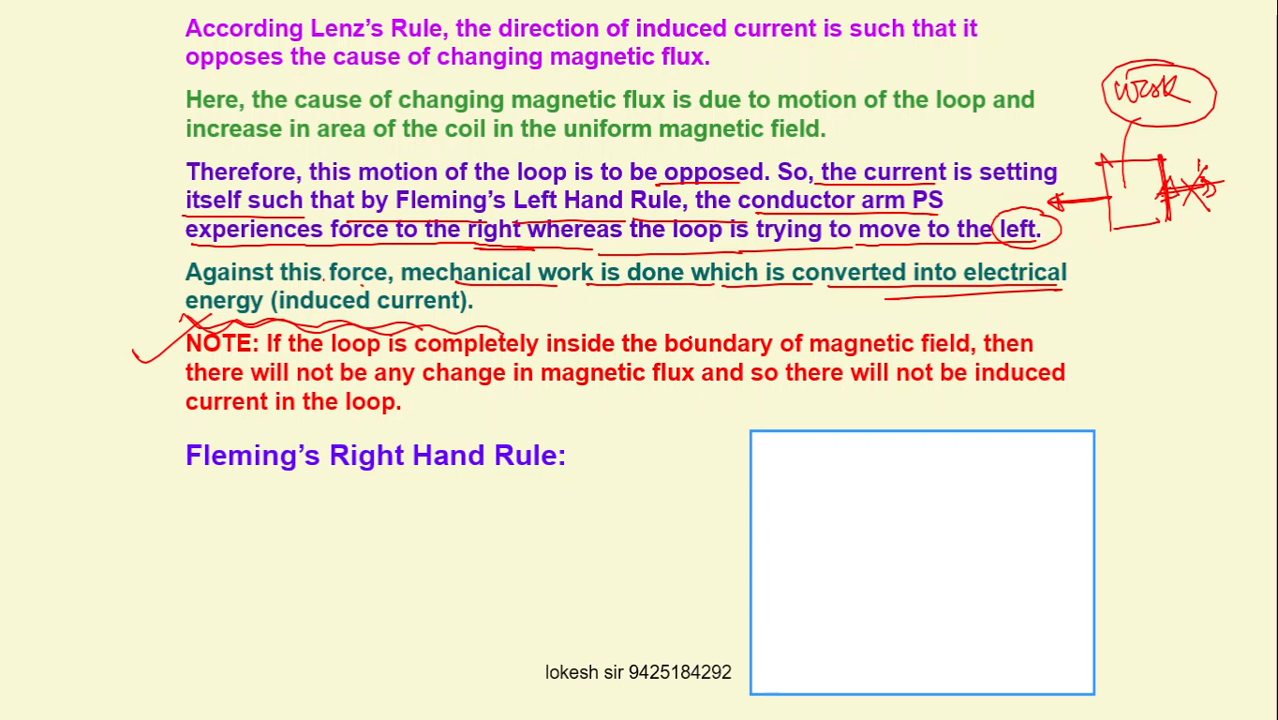 According Lenz's Rule, the direction of induced current is such that it
opposes the cause of changing magnetic flux.
Here, the cause of changing magnetic flux is due to motion of the loop and
increase in area of the coil in the uniform magnetic field.
work
Therefore, this motion of the loop is to be opposed. So, the current is setting
itself such that by Fleming's Left Hand Rule, the conductor arm PS
experiences force to the right whereas the loop is trying to move to the left.
Against this force, mechanical work is done which is converted into electrical
energy (induced current).
NOTE: If the loop is completely inside the boundary of magnetic field, then
there will not be any change in magnetic flux and so there will not be induced
current in the loop.
Fleming's Right Hand Rule:
lokesh sir 9425184292